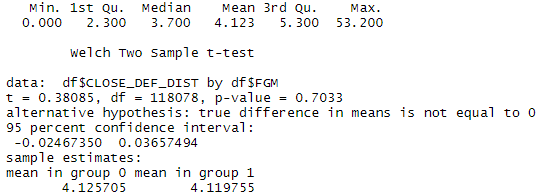 Min. 1st Qu. Median Mean 3rd Qu. Max.
0.000 2.300 3.700 4.123 5.300 53.200
Welch Two Sample t-test
data: df$CLOSE_DEF_DIST by df$FGM
t = 0.38085, df = 118078, p-value = 0.7033
alternative hypothesis: true difference in means is not equal to 0
95 percent confidence interval:
-0.02467350 0.03657494
sample estimates:
mean in group 0 mean in group 1
4.125705 4.119755